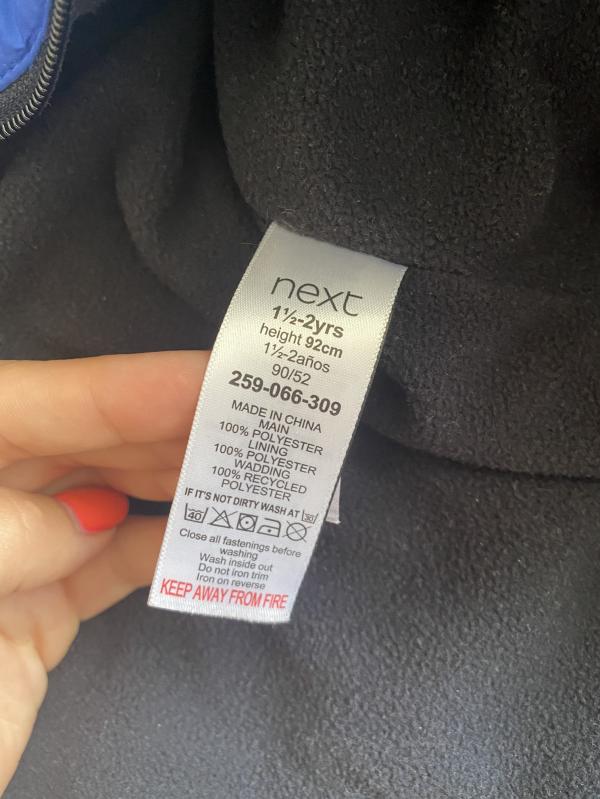 next
1½-2yrs
height 92cm
1½-2años
90/52
259-066-309
MADE IN CHINA
MAIN
100% POLYESTER
LINING
100% POLYESTER
WADDING
100% RECYCLED
POLYESTER
IF IT'S NOT DIRTY WASH AT 30
40
Close all fastenings before
washing
Wash inside out
Do not iron trim
Iron on reverse
KEEP AWAY FROM FIRE